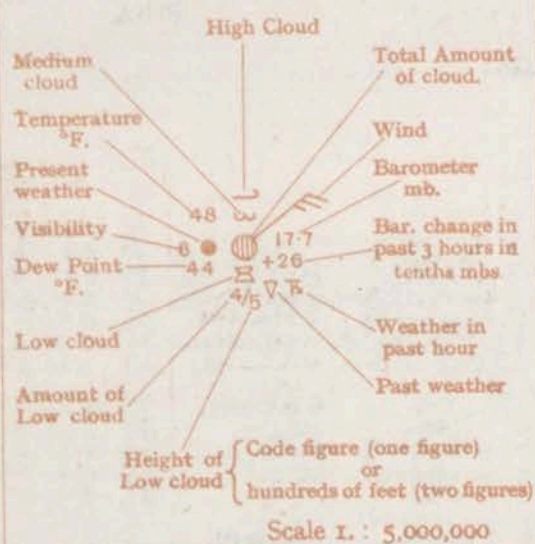 High Cloud
Medium
cloud
Total Amount
of cloud.
Temperature
°F.
Wind
Present
weather
Barometer
mb.
48
Visibility
6
17·7
Bar. change in
past 3 hours in
tenths mbs
Dew Point
°F.
44
+26
4/5
Low cloud
Weather in
past hour
Amount of
Low cloud
Past weather
Height of
Low cloud
Code figure (one figure)
or
hundreds of feet (two figures)
Scale 1. : 5,000,000